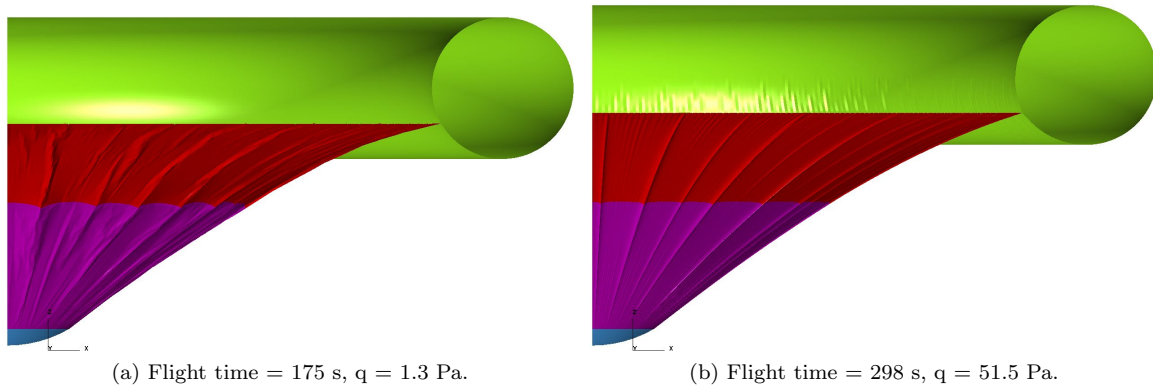 Z
Y X
Z
Y X
(a) Flight time = 175 s, q = 1.3 Pa.
(b) Flight time = 298 s, q = 51.5 Pa.